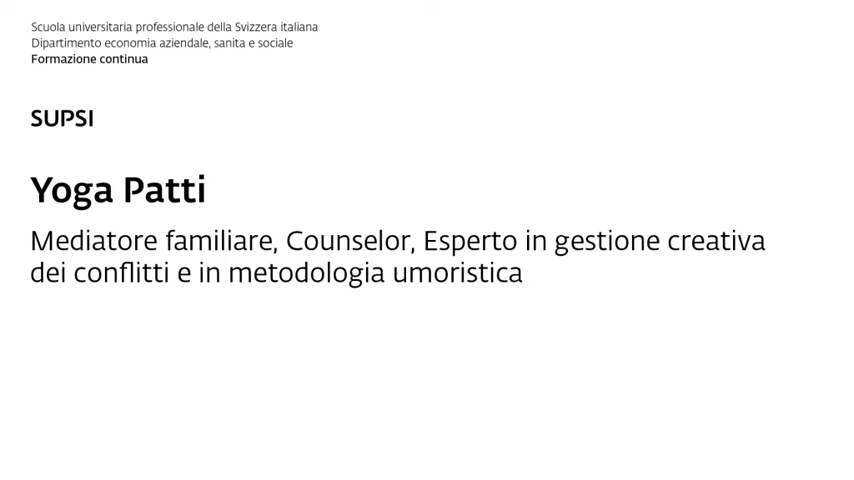 Scuola universitaria professionale della Svizzera italiana
Dipartimento economia aziendale, sanita e sociale
Formazione continua
SUPSI
Yoga Patti
Mediatore familiare, Counselor, Esperto in gestione creativa
dei conflitti e in metodologia umoristica